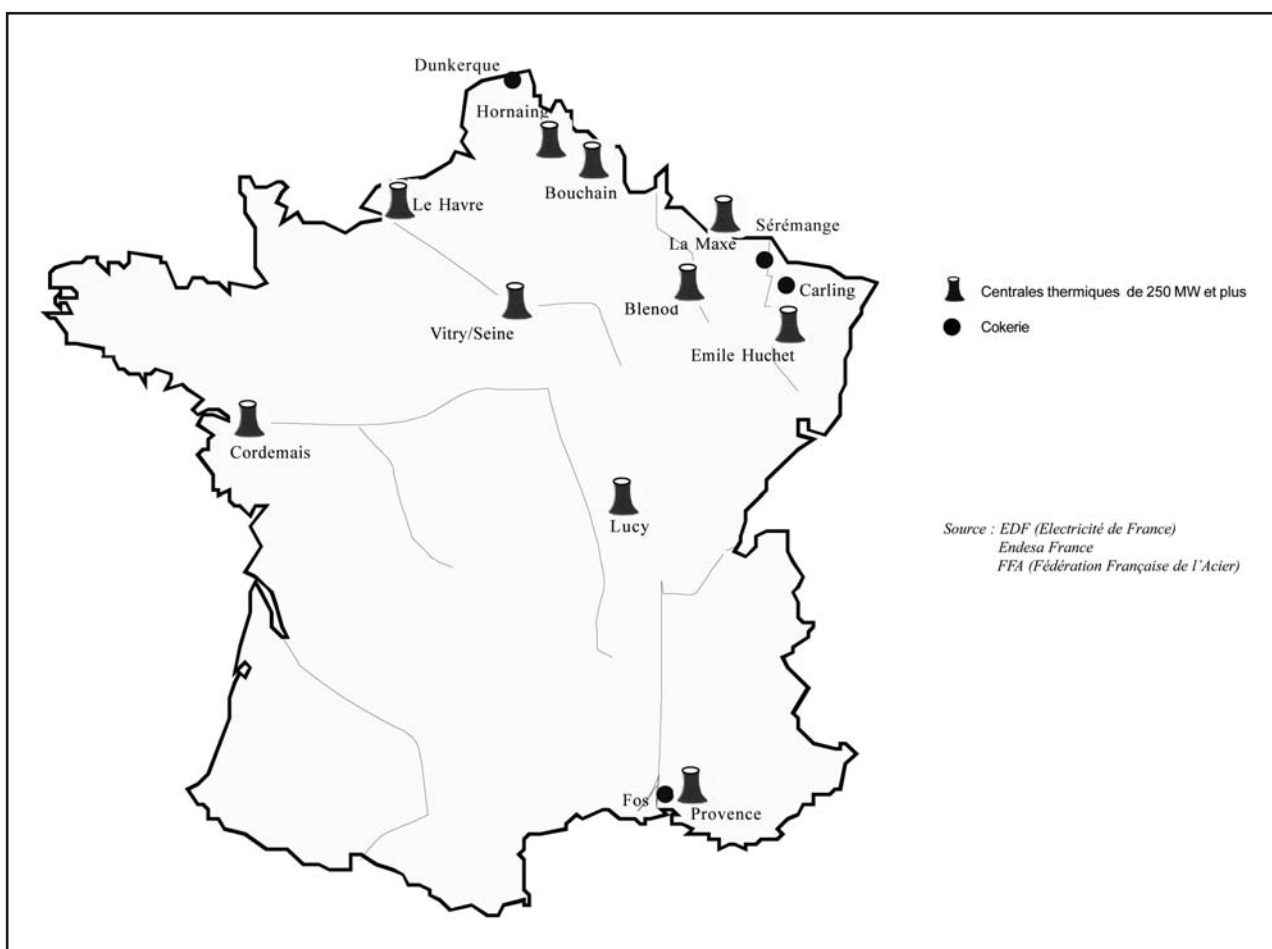 Dunkerque
Hornaing
Bouchain
Le Havre
Sérémange
La Maxe
Carling
Blenod
Vitry/Seine
Emile Huchet
Cordemais
Lucy
Fos
Provence
Centrales thermiques de 250 MW et plus
Cokerie
Source : EDF (Electricité de France)
Endesa France
FFA (Fédération Française de l'Acier)